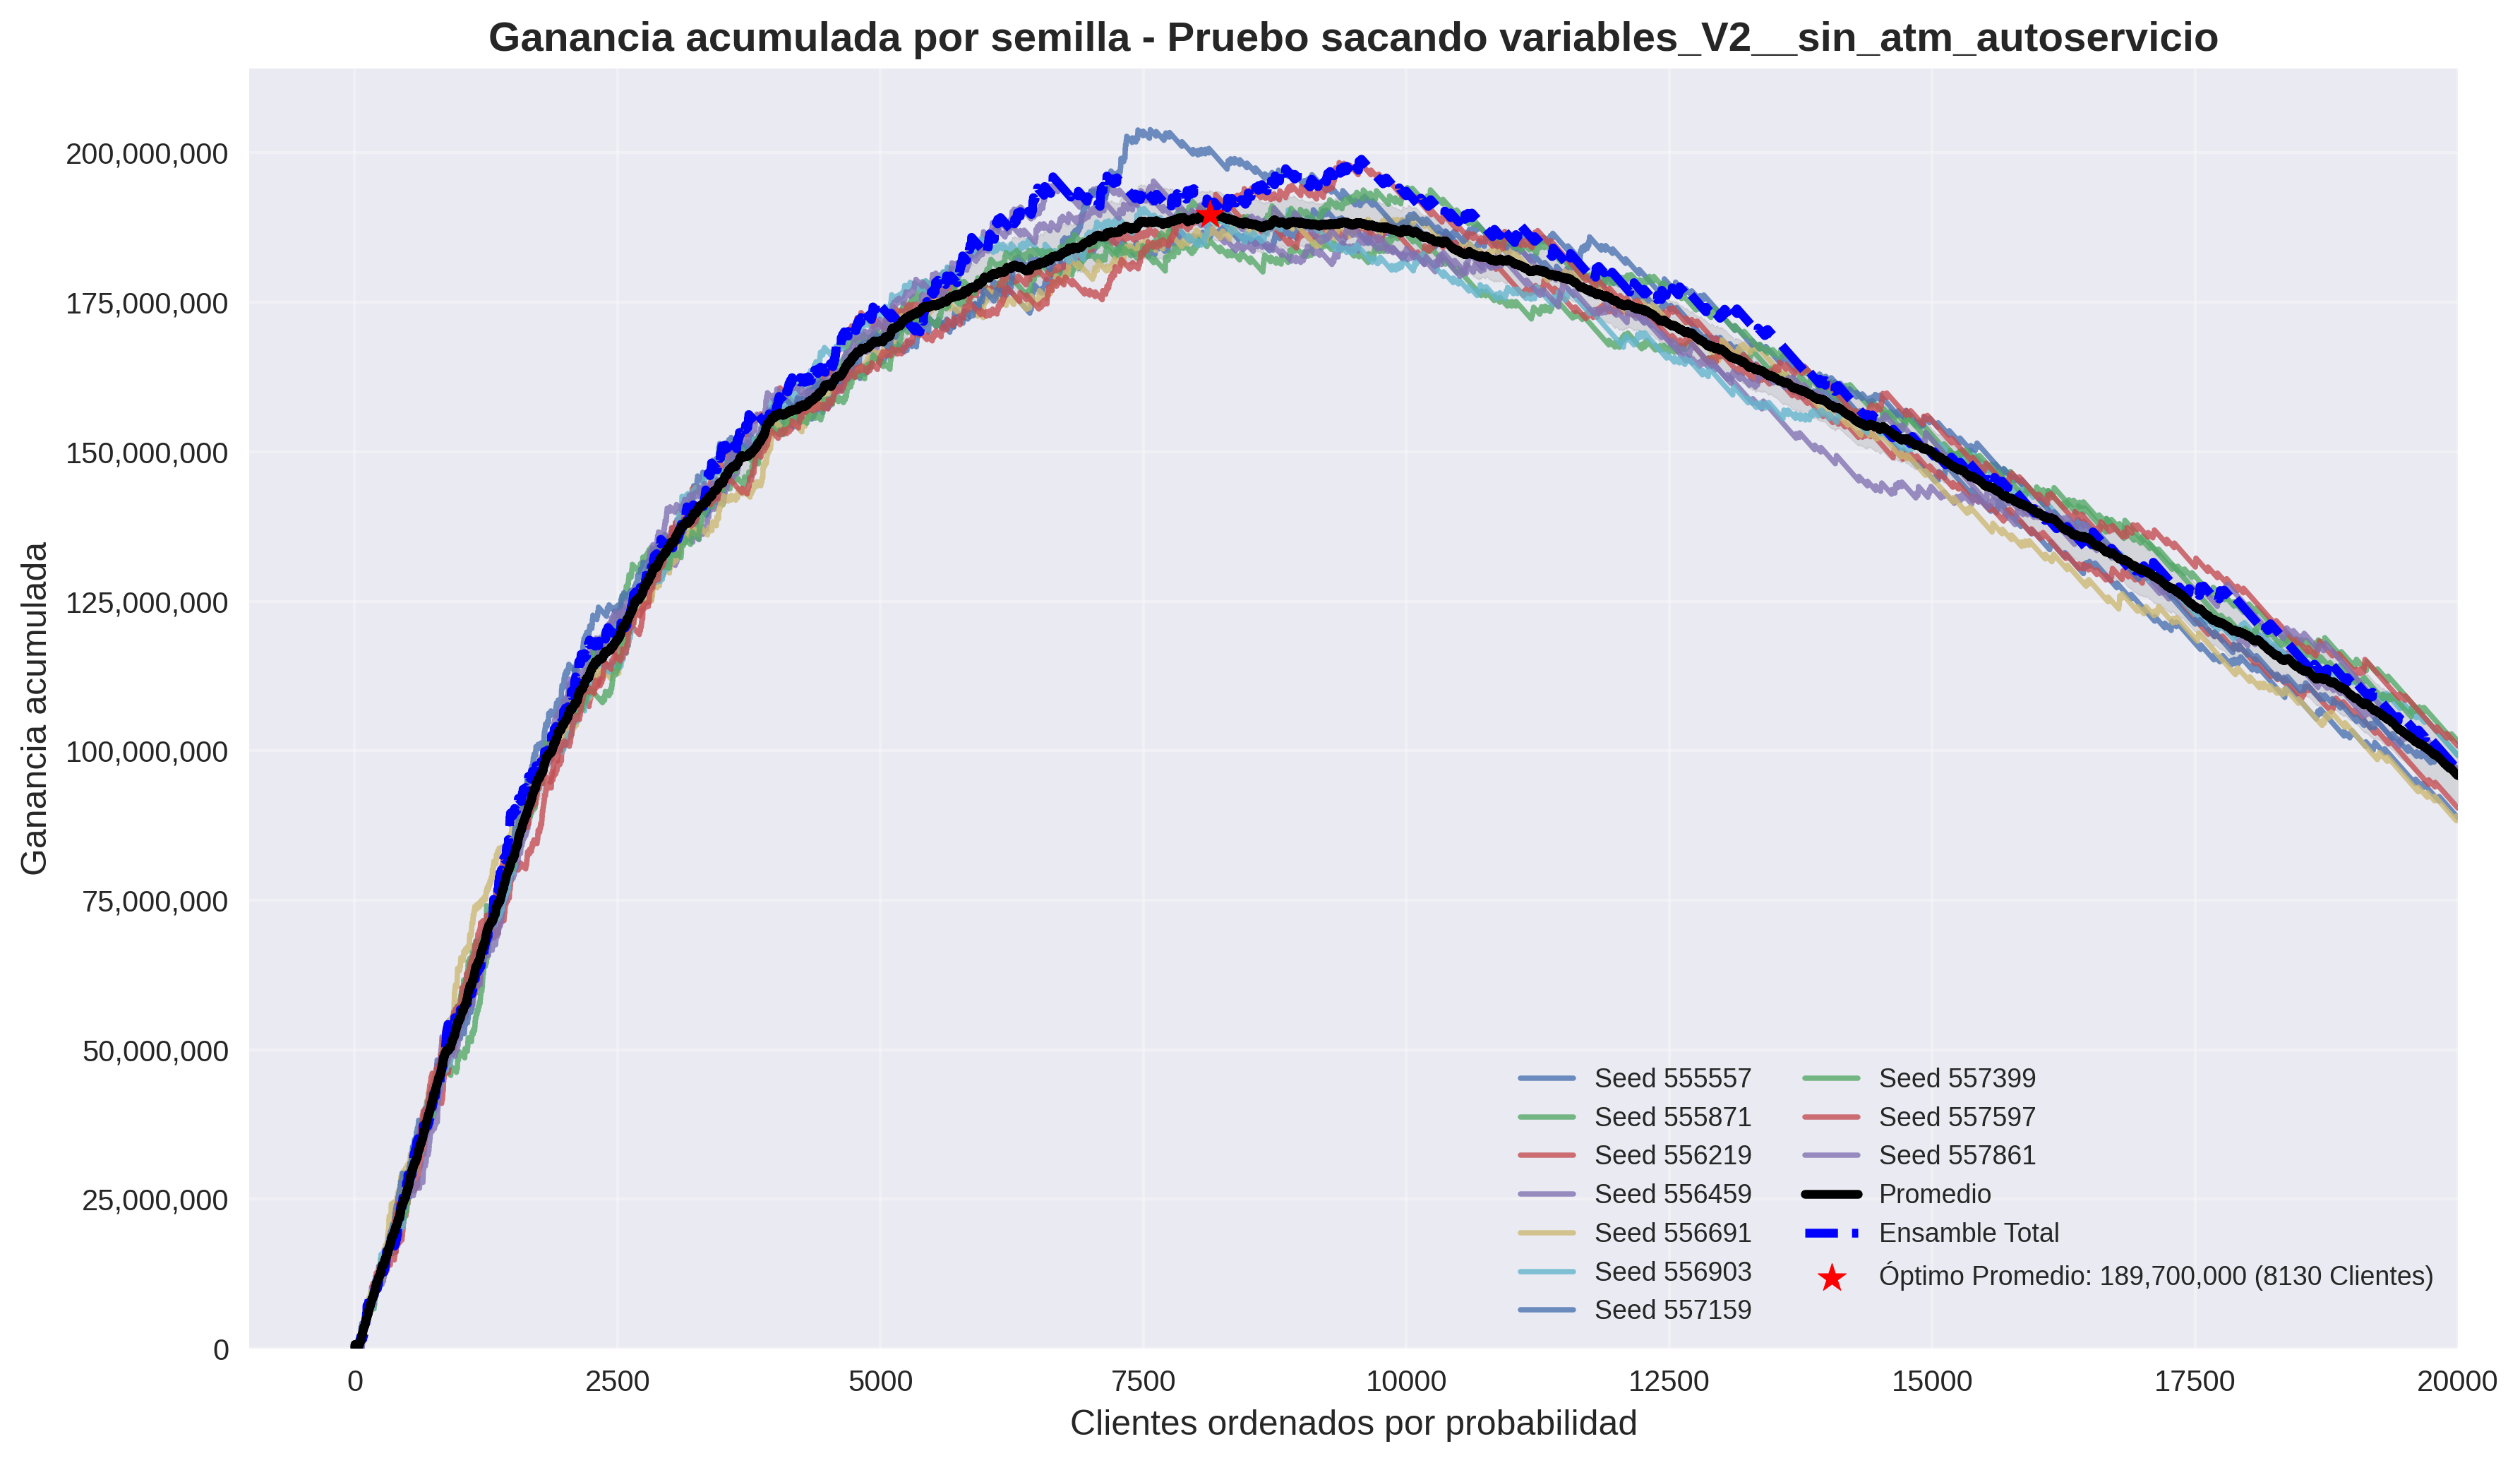 Ganancia acumulada por semilla - Pruebo sacando variables_V2__sin_atm_autoservicio
Ganancia acumulada
200,000,000
175,000,000
150,000,000
125,000,000
100,000,000
75,000,000
50,000,000
25,000,000
0
0 2500 5000 7500 10000 12500 15000 17500 20000
Clientes ordenados por probabilidad
Seed 555557
Seed 555871
Seed 556219
Seed 556459
Seed 556691
Seed 556903
Seed 557159
Seed 557399
Seed 557597
Seed 557861
Promedio
Ensamble Total
Óptimo Promedio: 189,700,000 (8130 Clientes)